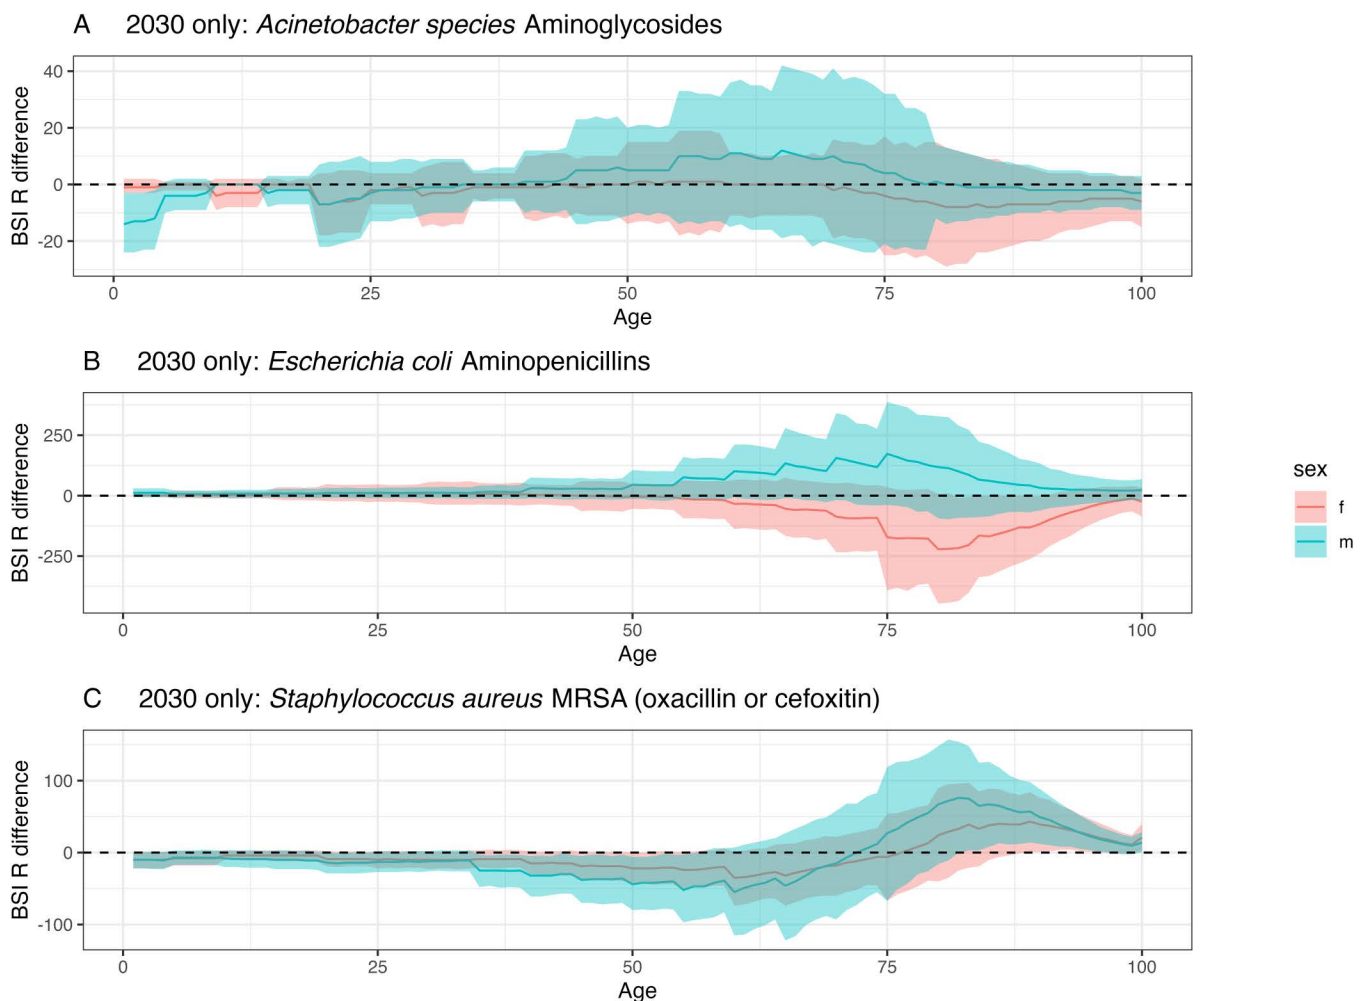 A 2030 only: Acinetobacter species Aminoglycosides
BSI R difference
40
20
0
-20
0 25 50 75 100
Age
B 2030 only: Escherichia coli Aminopenicillins
BSI R difference
250
0
-250
0 25 50 75 100
Age
sex
f
m
C 2030 only: Staphylococcus aureus MRSA (oxacillin or cefoxitin)
BSI R difference
100
0
-100
0 25 50 75 100
Age